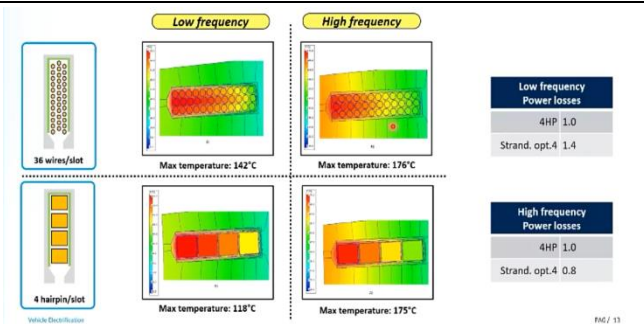 Low frequency
High frequency
36 wires/slot
Max temperature: 142°C
Max temperature: 176°C
Low frequency
Power losses
4HP 1.0
Strand. opt.4 1.4
4 hairpin/slot
Max temperature: 118°C
Max temperature: 175°C
High frequency
Power losses
4HP 1.0
Strand. opt.4 0.8
Vehicle Electrification
PAG / 13